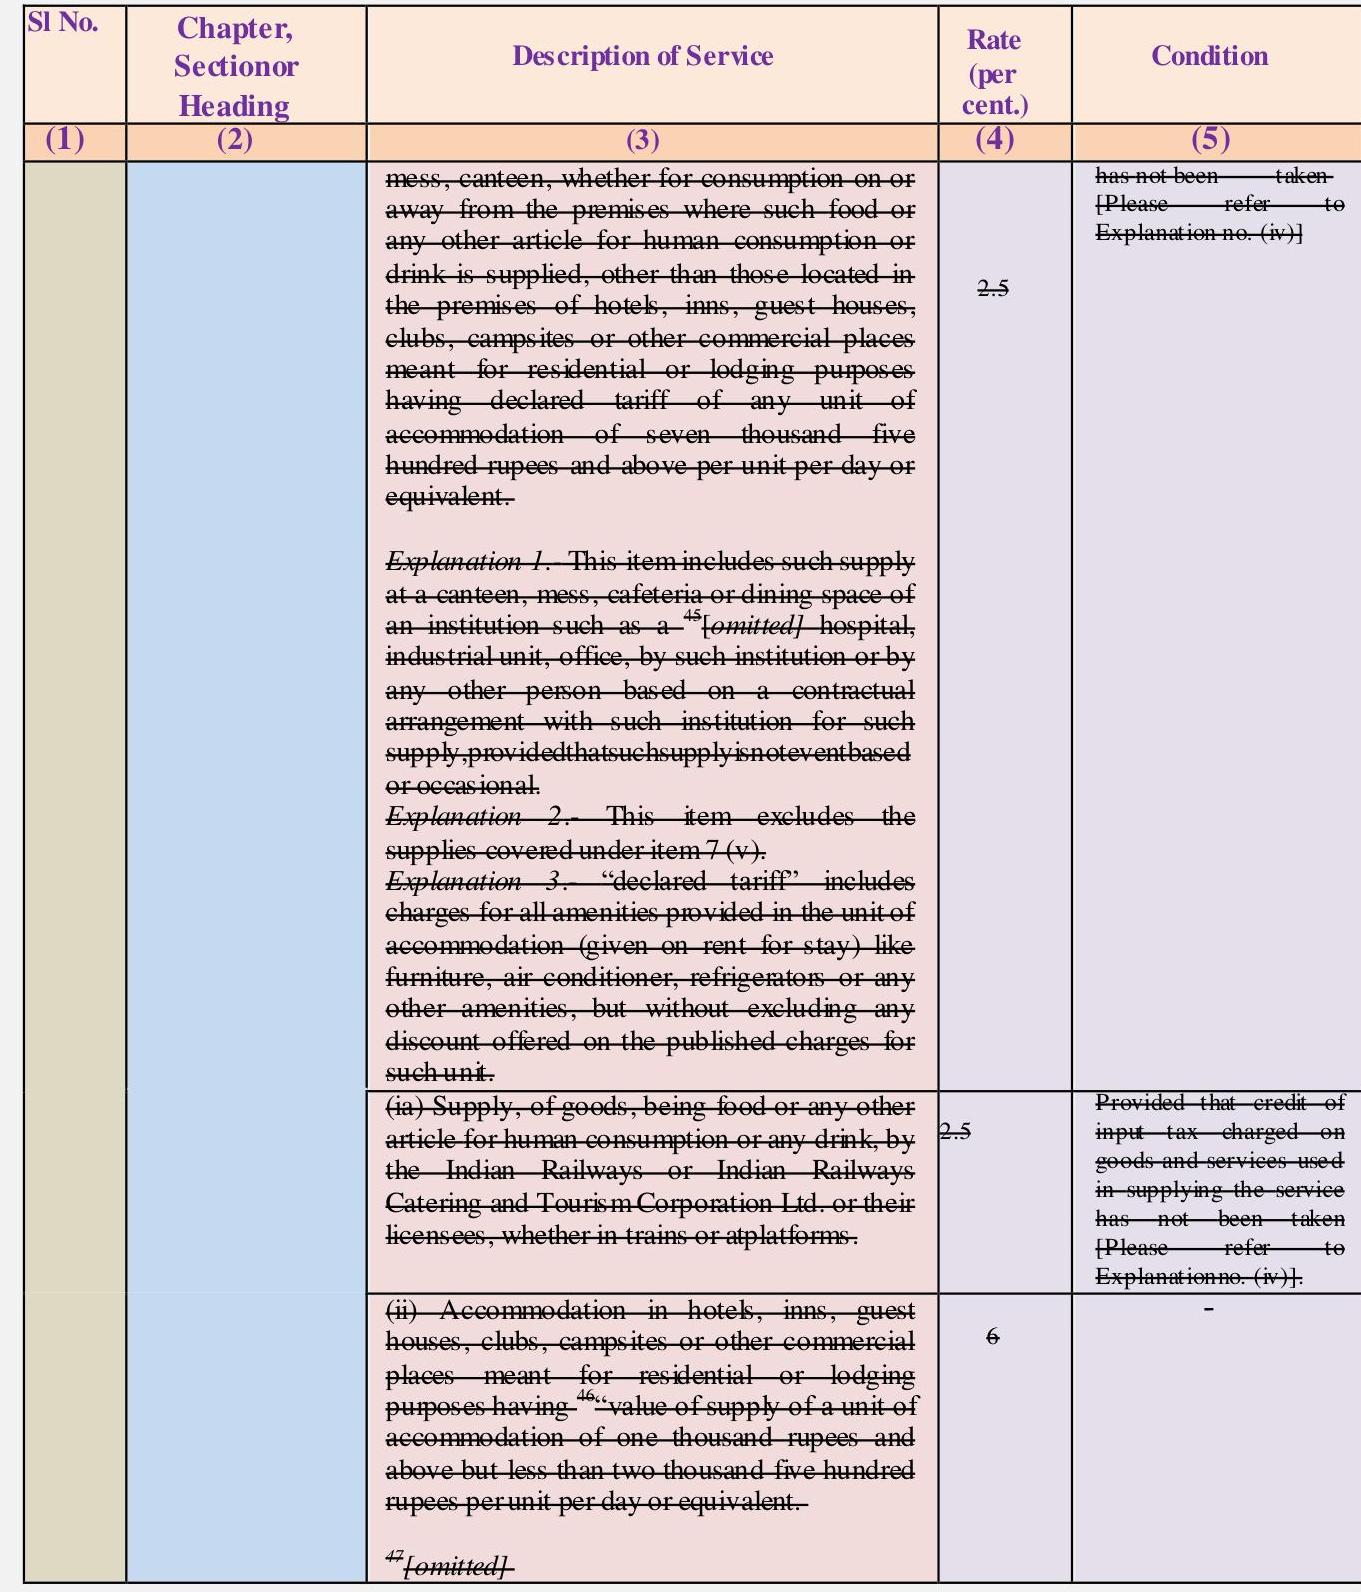 Sl No.
Chapter,
Sectionor
Heading
Description of Service
Rate
(per
cent.)
Condition
(1)
(2)
(3)
(4)
(5)
mess, canteen, whether for consumption on or
away from the premises where such food or
any other article for human consumption or
drink is supplied, other than those located in
the premises of hotels, inns, guest houses,
clubs, campsites or other commercial places
meant for residential or lodging purposes
having declared tariff of any unit of
accommodation of seven thousand five
hundred rupees and above per unit per day or
equivalent.
Explanation 1.- This item includes such supply
at a canteen, mess, cafeteria or dining space of
an institution such as a 45[omitted] hospital,
industrial unit, office, by such institution or by
any other person based on a contractual
arrangement with such institution for such
supply,providedthatsuchsupplyisnoteventbased
or occasional.
Explanation 2.- This item excludes the
supplies covered under item 7 (v).
Explanation 3.- “declared tariff” includes
charges for all amenities provided in the unit of
accommodation (given on rent for stay) like
furniture, air conditioner, refrigerators or any
other amenities, but without excluding any
discount offered on the published charges for
such unit.
2.5
has not been taken
[Please refer to
Explanation no. (iv)]
(ia) Supply, of goods, being food or any other
article for human consumption or any drink, by
the Indian Railways or Indian Railways
Catering and Tourism Corporation Ltd. or their
licensees, whether in trains or atplatforms.
2.5
Provided that credit of
input tax charged on
goods and services used
in supplying the service
has not been taken
[Please refer to
Explanationno. (iv)].
(ii) Accommodation in hotels, inns, guest
houses, clubs, campsites or other commercial
places meant for residential or lodging
purposes having 46“value of supply of a unit of
accommodation of one thousand rupees and
above but less than two thousand five hundred
rupees per unit per day or equivalent.
47[omitted]
6
-